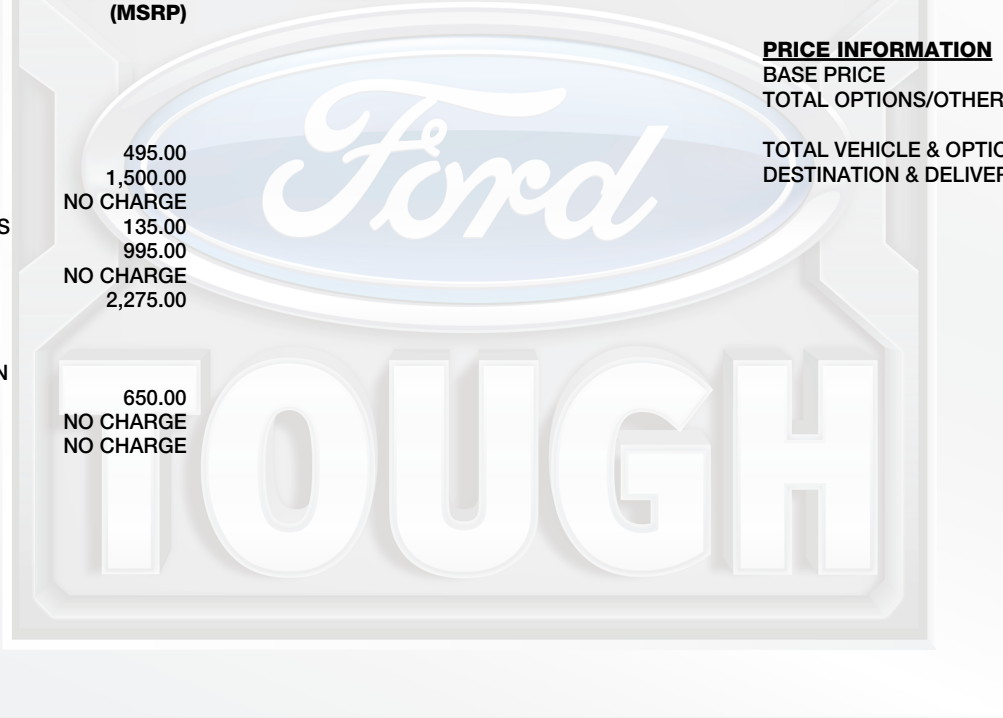 (MSRP)
495.00
1,500.00
NO CHARGE
S 135.00
995.00
NO CHARGE
2,275.00
N
650.00
NO CHARGE
NO CHARGE
PRICE INFORMATION
BASE PRICE
TOTAL OPTIONS/OTHER
TOTAL VEHICLE & OPTIO
DESTINATION & DELIVER
Ford
TOUGH